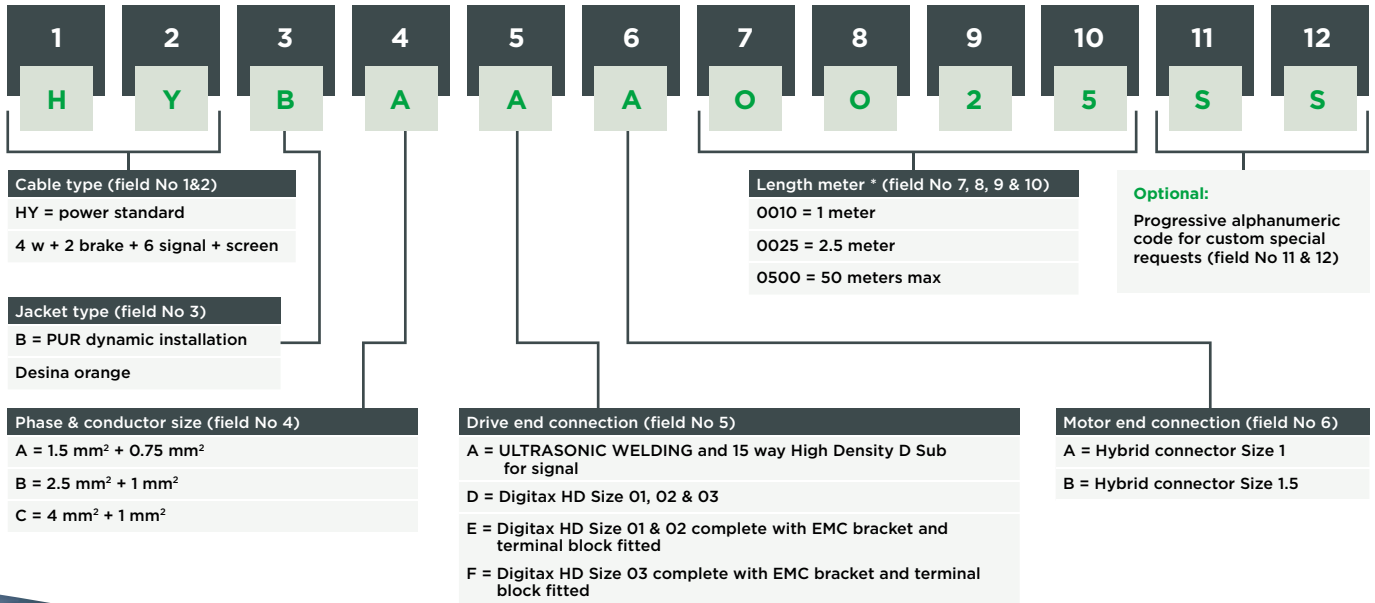 1 2 3 4 5 6 7 8 9 10 11 12
H Y B A A A O O 2 5 S S
Cable type (field No 1&2)
HY = power standard
4 w + 2 brake + 6 signal + screen
Length meter * (field No 7, 8, 9 & 10)
0010 = 1 meter
0025 = 2.5 meter
0500 = 50 meters max
Optional:
Progressive alphanumeric
code for custom special
requests (field No 11 & 12)
Jacket type (field No 3)
B = PUR dynamic installation
Desina orange
Phase & conductor size (field No 4)
A = 1.5 mm² + 0.75 mm²
B = 2.5 mm² + 1 mm²
C = 4 mm² + 1 mm²
Drive end connection (field No 5)
A = ULTRASONIC WELDING and 15 way High Density D Sub
for signal
D = Digitax HD Size 01, 02 & 03
E = Digitax HD Size 01 & 02 complete with EMC bracket and
terminal block fitted
F = Digitax HD Size 03 complete with EMC bracket and terminal
block fitted
Motor end connection (field No 6)
A = Hybrid connector Size 1
B = Hybrid connector Size 1.5